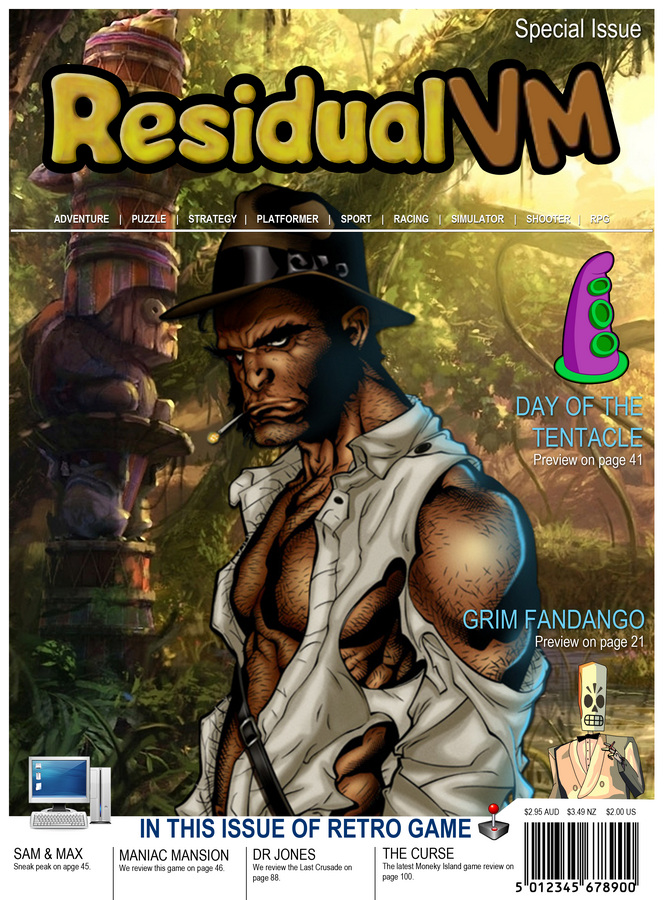 Special Issue
ResidualVM
ADVENTURE | PUZZLE | STRATEGY | PLATFORMER | SPORT | RACING | SIMULATOR | SHOOTER | RPG
DAY OF THE
TENTACLE
Preview on page 41
GRIM FANDANGO
Preview on page 21
$2.95 AUD $3.49 NZ $2.00 US
IN THIS ISSUE OF RETRO GAME
SAM & MAX
Sneak peak on apge 45.
MANIAC MANSION
We review this game on page 46.
DR JONES
We review the Last Crusade on
page 88.
THE CURSE
The latest Moneky Island game review on
page 100.
5 012345 678900